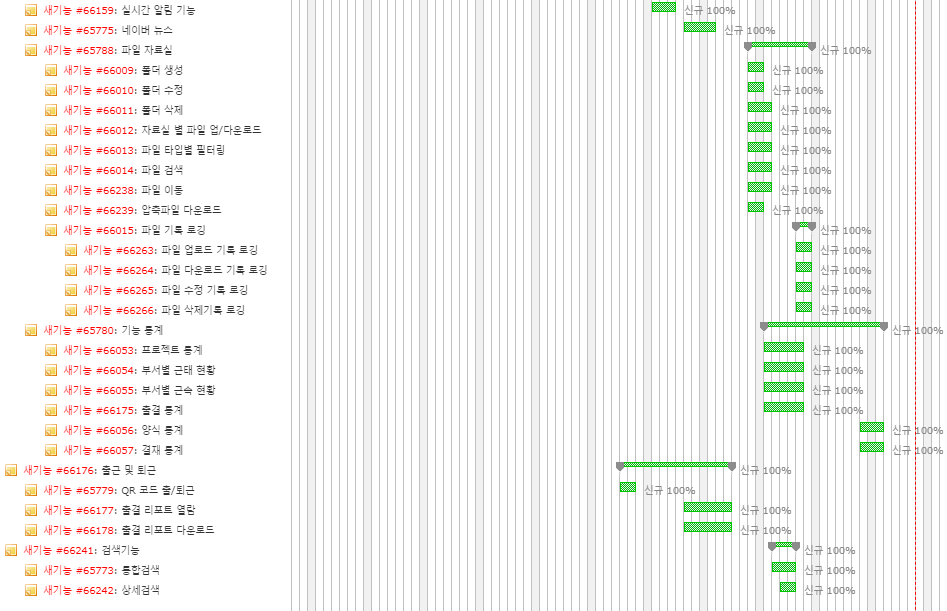 새기능 #66159: 실시간 알림 기능 신규 100%
새기능 #65775: 네이버 뉴스 신규 100%
새기능 #65788: 파일 자료실 신규 100%
새기능 #66009: 폴더 생성 신규 100%
새기능 #66010: 폴더 수정 신규 100%
새기능 #66011: 폴더 삭제 신규 100%
새기능 #66012: 자료실 별 파일 업/다운로드 신규 100%
새기능 #66013: 파일 타입별 필터링 신규 100%
새기능 #66014: 파일 검색 신규 100%
새기능 #66238: 파일 이동 신규 100%
새기능 #66239: 압축파일 다운로드 신규 100%
새기능 #66015: 파일 기록 로깅 신규 100%
새기능 #66263: 파일 업로드 기록 로깅 신규 100%
새기능 #66264: 파일 다운로드 기록 로깅 신규 100%
새기능 #66265: 파일 수정 기록 로깅 신규 100%
새기능 #66266: 파일 삭제기록 로깅 신규 100%
새기능 #65780: 기능 통계 신규 100%
새기능 #66053: 프로젝트 통계 신규 100%
새기능 #66054: 부서별 근태 현황 신규 100%
새기능 #66055: 부서별 근속 현황 신규 100%
새기능 #66175: 출결 통계 신규 100%
새기능 #66056: 양식 통계 신규 100%
새기능 #66057: 결재 통계 신규 100%
새기능 #66176: 출근 및 퇴근 신규 100%
새기능 #65779: QR 코드 출/퇴근 신규 100%
새기능 #66177: 출결 리포트 열람 신규 100%
새기능 #66178: 출결 리포트 다운로드 신규 100%
새기능 #66241: 검색기능 신규 100%
새기능 #65773: 통합검색 신규 100%
새기능 #66242: 상세검색 신규 100%